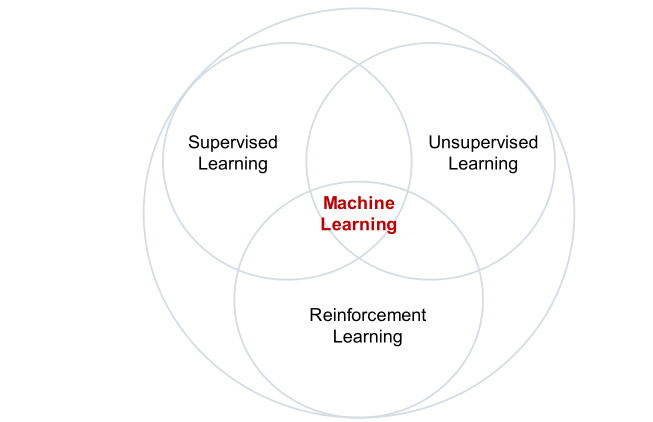 Supervised
Learning
Unsupervised
Learning
Machine
Learning
Reinforcement
Learning